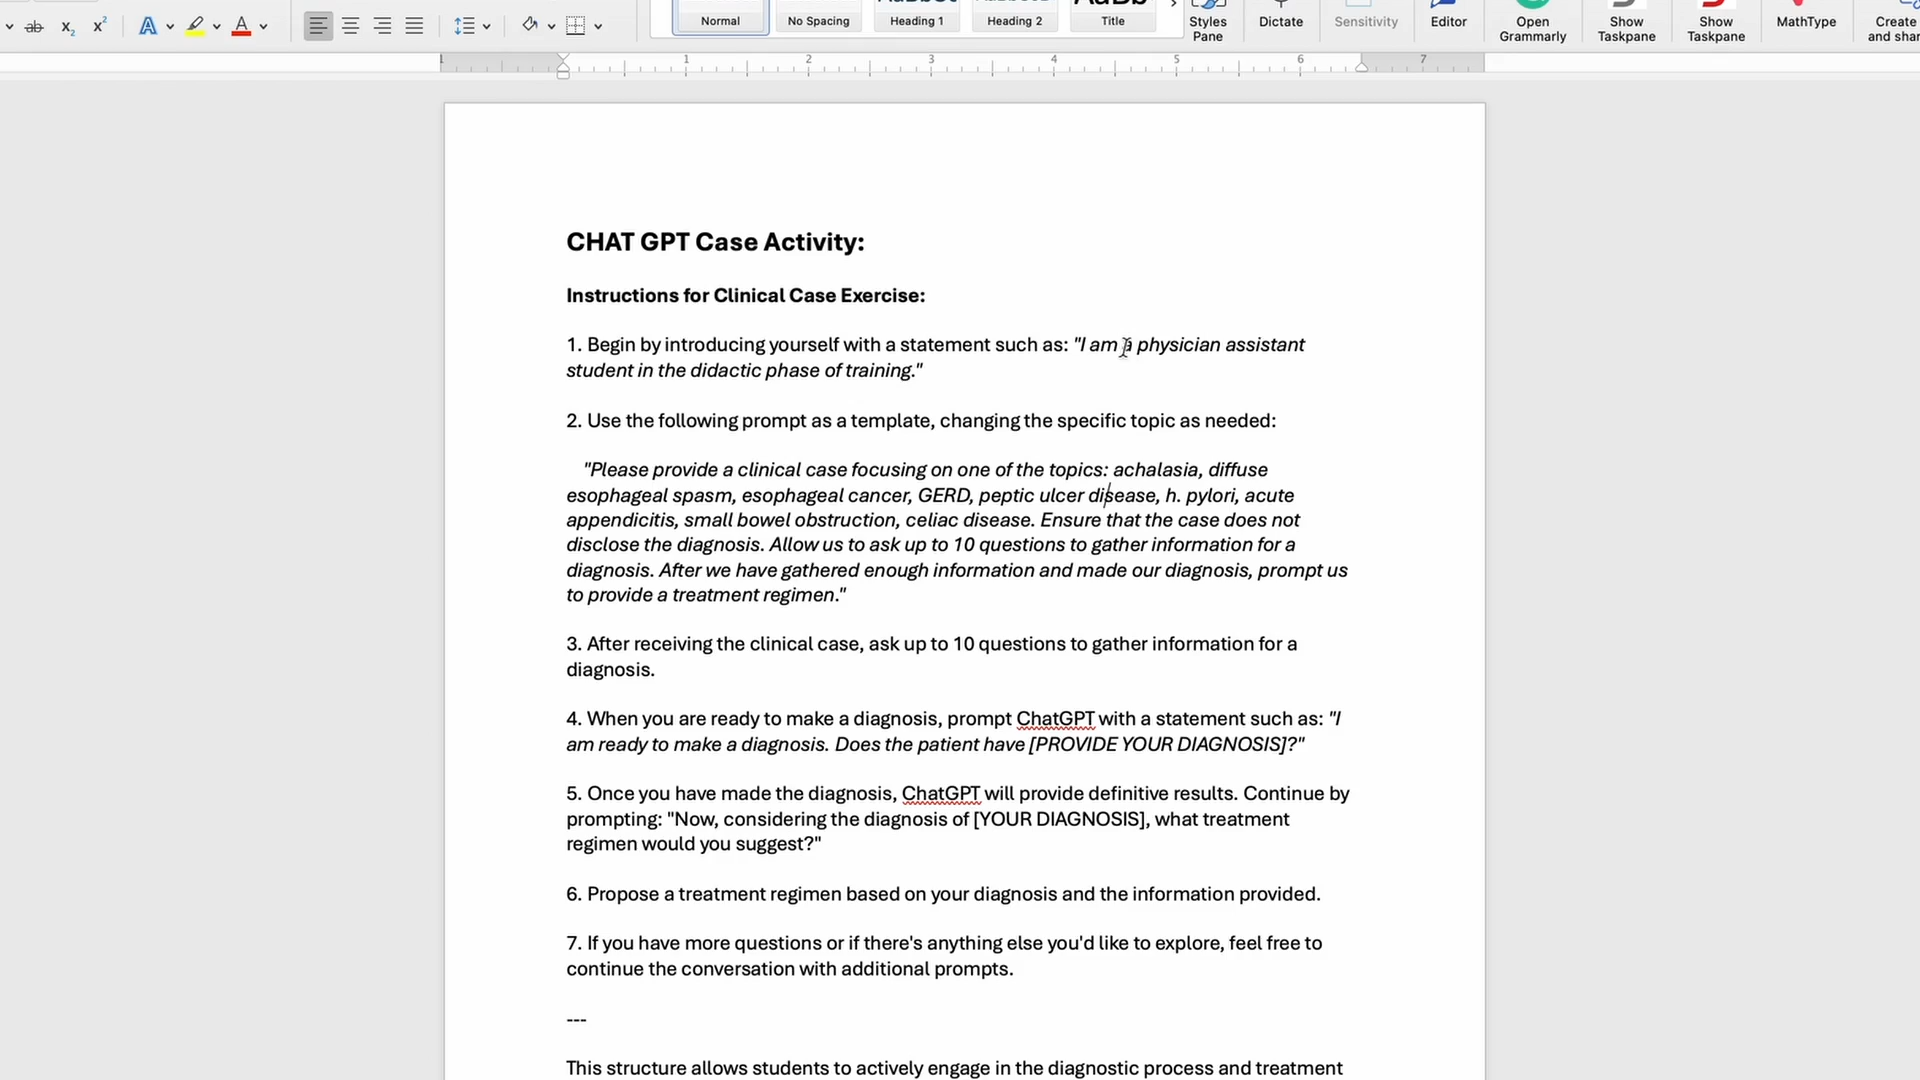 Normal
No Spacing
Heading 1
Heading 2
Title
Styles
Pane
Dictate
Sensitivity
Editor
Open
Grammarly
Show
Taskpane
Show
Taskpane
MathType
Create
and shar
1 1 2 3 4 5 6 7
CHAT GPT Case Activity:
Instructions for Clinical Case Exercise:
1. Begin by introducing yourself with a statement such as: "I am a physician assistant
student in the didactic phase of training."
2. Use the following prompt as a template, changing the specific topic as needed:
"Please provide a clinical case focusing on one of the topics: achalasia, diffuse
esophageal spasm, esophageal cancer, GERD, peptic ulcer disease, h. pylori, acute
appendicitis, small bowel obstruction, celiac disease. Ensure that the case does not
disclose the diagnosis. Allow us to ask up to 10 questions to gather information for a
diagnosis. After we have gathered enough information and made our diagnosis, prompt us
to provide a treatment regimen."
3. After receiving the clinical case, ask up to 10 questions to gather information for a
diagnosis.
4. When you are ready to make a diagnosis, prompt ChatGPT with a statement such as: "I
am ready to make a diagnosis. Does the patient have [PROVIDE YOUR DIAGNOSIS]?"
5. Once you have made the diagnosis, ChatGPT will provide definitive results. Continue by
prompting: "Now, considering the diagnosis of [YOUR DIAGNOSIS], what treatment
regimen would you suggest?"
6. Propose a treatment regimen based on your diagnosis and the information provided.
7. If you have more questions or if there's anything else you'd like to explore, feel free to
continue the conversation with additional prompts.
---
This structure allows students to actively engage in the diagnostic process and treatment